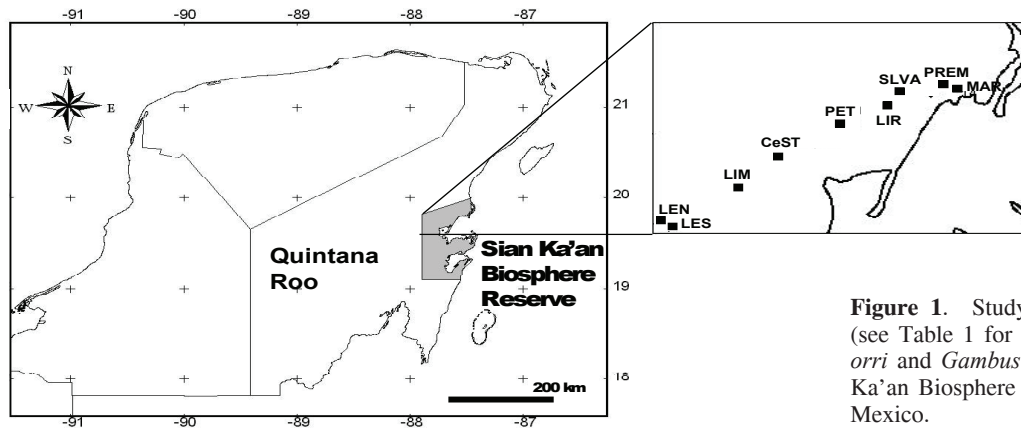 -91 -90 -89 -88 -87
N
W E
S
21
20
19
18
Quintana
Roo
Sian Ka'an
Biosphere
Reserve
200 km
-91 -90 -89 -88 -87
SLVA PREM
MAR
PET
LIR
CeST
LIM
LEN
LES
Figure 1. Study
(see Table 1 for
orri and Gambus
Ka'an Biosphere
Mexico.